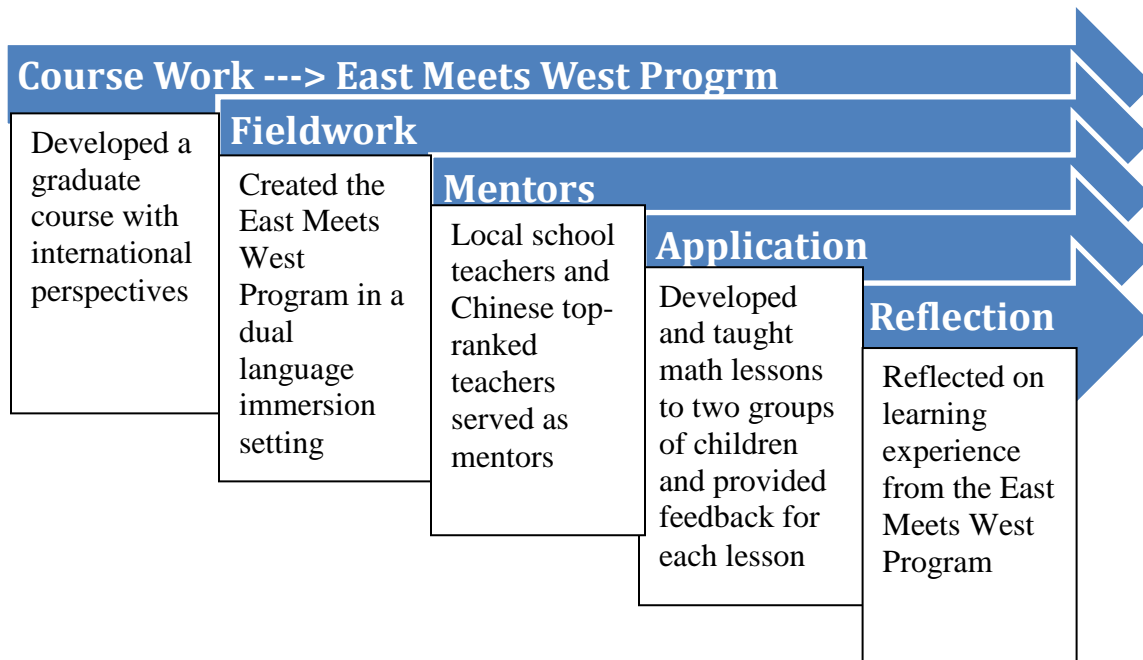 Course Work ---> East Meets West Progrm
Developed a
graduate
course with
international
perspectives
Fieldwork
Created the
East Meets
West
Program in a
dual
language
immersion
setting
Mentors
Local school
teachers and
Chinese top-
ranked
teachers
served as
mentors
Application
Developed
and taught
math lessons
to two groups
of children
and provided
feedback for
each lesson
Reflection
Reflected on
learning
experience
from the East
Meets West
Program